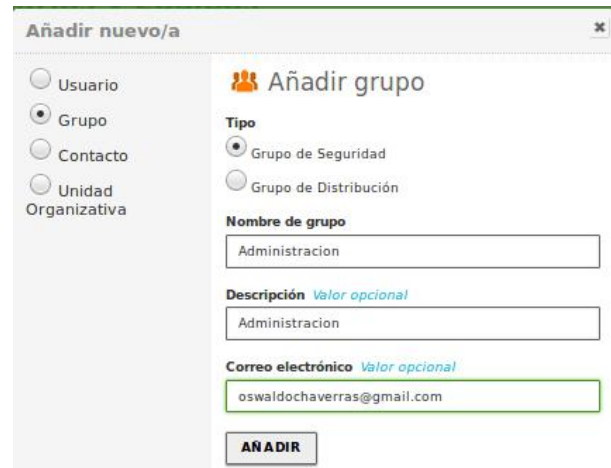 Añadir nuevo/a
Usuario
Grupo
Contacto
Unidad
Organizativa
Añadir grupo
Tipo
Grupo de Seguridad
Grupo de Distribución
Nombre de grupo
Administracion
Descripción Valor opcional
Administracion
Correo electrónico Valor opcional
oswaldochaverras@gmail.com
AÑADIR